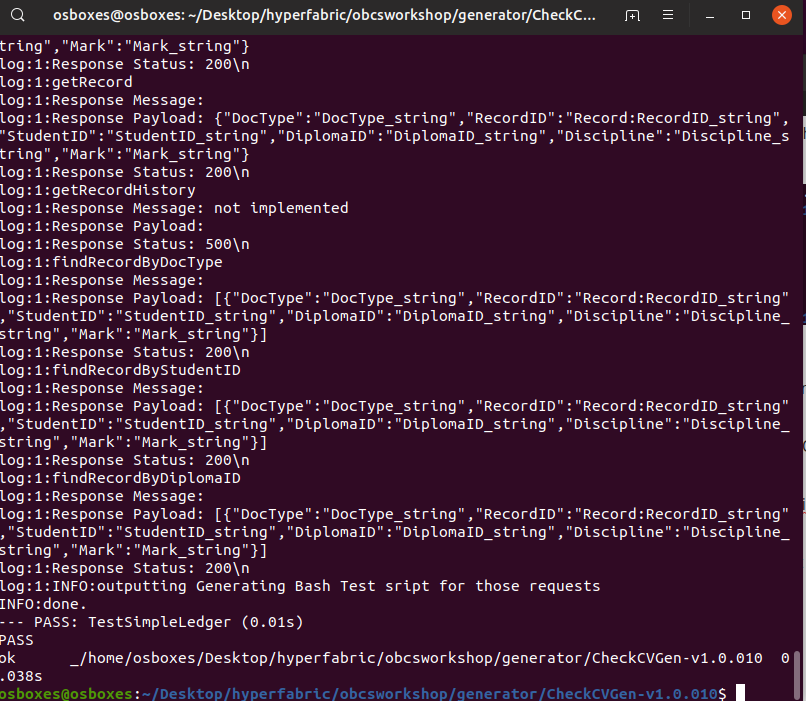 osboxes@osboxes: ~/Desktop/hyperfabric/obcsworkshop/generator/CheckC...
tring","Mark":"Mark_string"}
log:1:Response Status: 200\n
log:1:getRecord
log:1:Response Message:
log:1:Response Payload: {"DocType":"DocType_string","RecordID":"Record:RecordID_string",
"StudentID":"StudentID_string","DiplomaID":"DiplomaID_string","Discipline":"Discipline_s
tring","Mark":"Mark_string"}
log:1:Response Status: 200\n
log:1:getRecordHistory
log:1:Response Message: not implemented
log:1:Response Payload:
log:1:Response Status: 500\n
log:1:findRecordByDocType
log:1:Response Message:
log:1:Response Payload: [{"DocType":"DocType_string","RecordID":"Record:RecordID_string"
,"StudentID":"StudentID_string","DiplomaID":"DiplomaID_string","Discipline":"Discipline_
string","Mark":"Mark_string"}]
log:1:Response Status: 200\n
log:1:findRecordByStudentID
log:1:Response Message:
log:1:Response Payload: [{"DocType":"DocType_string","RecordID":"Record:RecordID_string"
,"StudentID":"StudentID_string","DiplomaID":"DiplomaID_string","Discipline":"Discipline_
string","Mark":"Mark_string"}]
log:1:Response Status: 200\n
log:1:findRecordByDiplomaID
log:1:Response Message:
log:1:Response Payload: [{"DocType":"DocType_string","RecordID":"Record:RecordID_string"
,"StudentID":"StudentID_string","DiplomaID":"DiplomaID_string","Discipline":"Discipline_
string","Mark":"Mark_string"}]
log:1:Response Status: 200\n
log:1:INFO:outputting Generating Bash Test sript for those requests
INFO:done.
--- PASS: TestSimpleLedger (0.01s)
PASS
ok      _/home/osboxes/Desktop/hyperfabric/obcsworkshop/generator/CheckCVGen-v1.0.010  0
.038s
osboxes@osboxes:~/Desktop/hyperfabric/obcsworkshop/generator/CheckCVGen-v1.0.010$